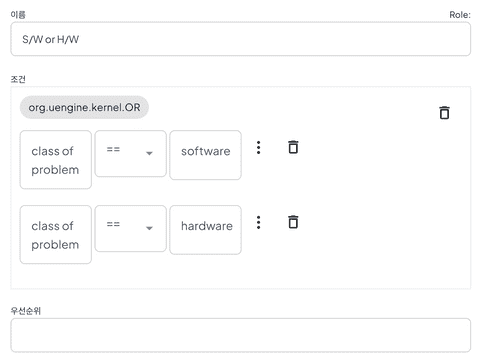 이름 Role:
S/W or H/W
조건
org.uengine.kernel.OR
class of == software
problem
class of == hardware
problem
우선순위